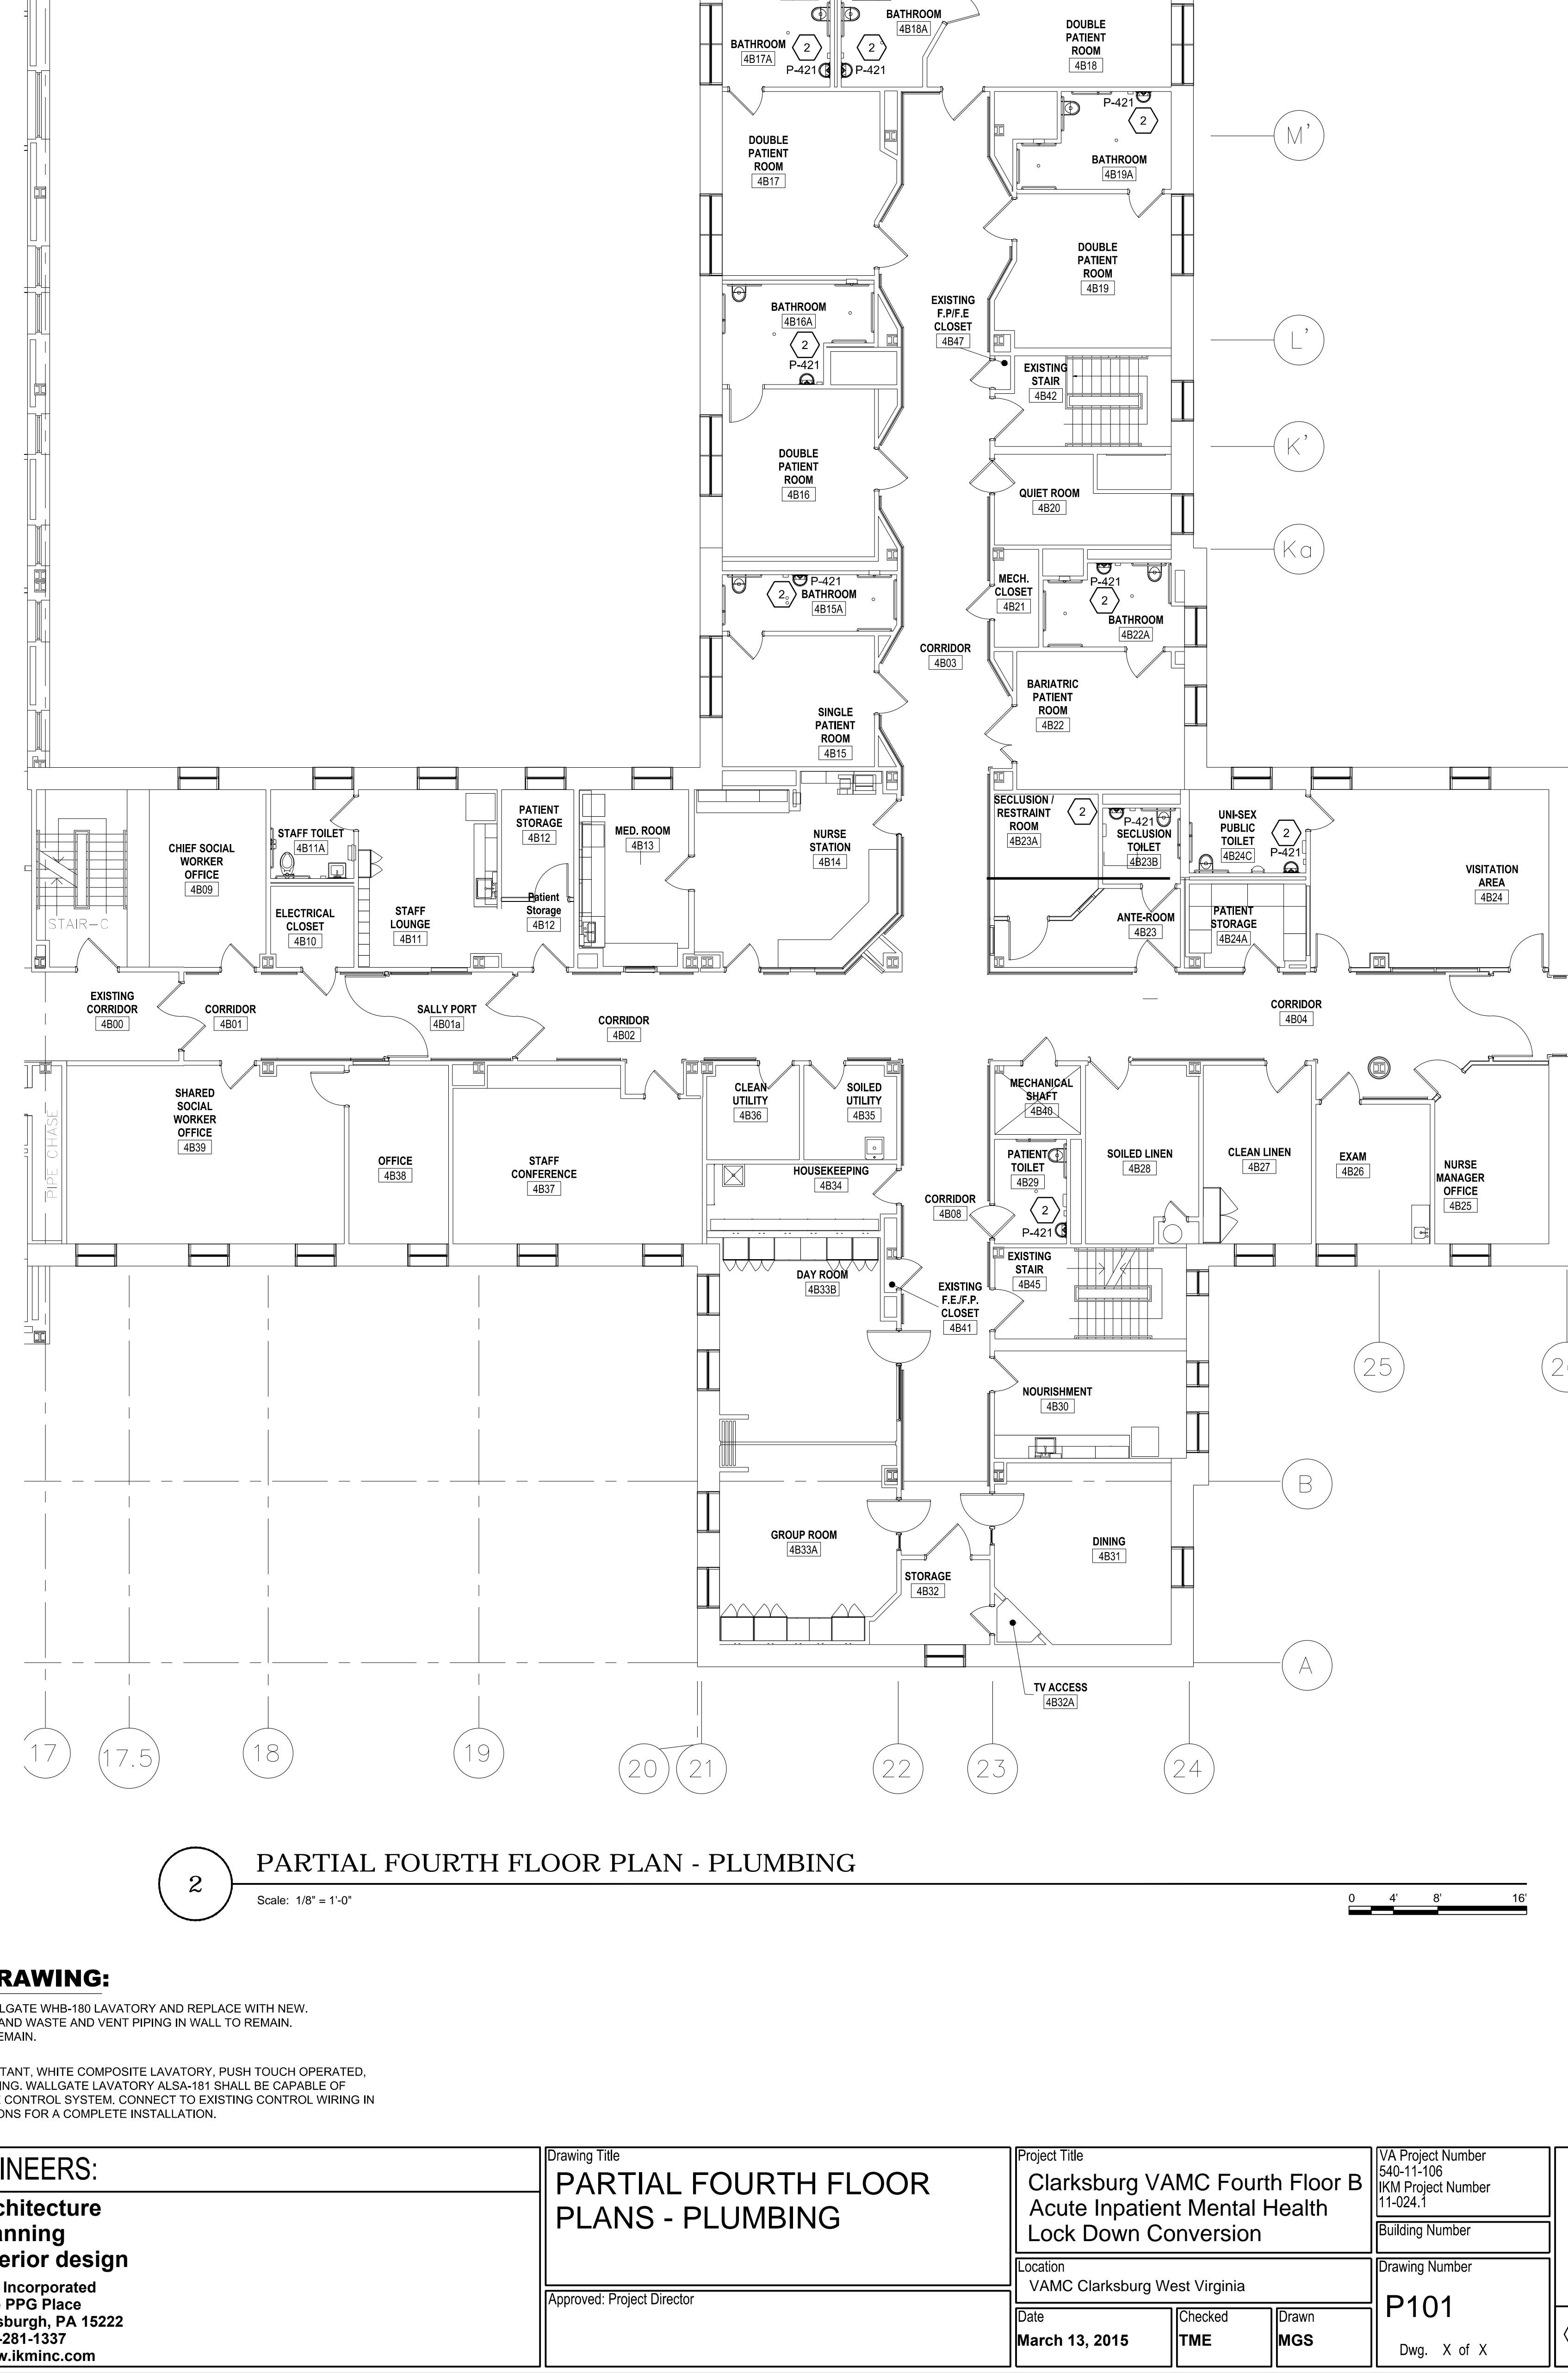 BATHROOM
4B18A
DOUBLE
PATIENT
ROOM
4B18
BATHROOM
4B17A
2
2
P-421
P-421
P-421
2
M'
DOUBLE
PATIENT
ROOM
4B17
BATHROOM
4B19A
DOUBLE
PATIENT
ROOM
4B19
BATHROOM
4B16A
2
P-421
EXISTING
F.P/F.E
CLOSET
4B47
L'
EXISTING
STAIR
4B42
K'
DOUBLE
PATIENT
ROOM
4B16
QUIET ROOM
4B20
Ka
P-421
2
BATHROOM
4B15A
MECH.
CLOSET
4B21
P-421
2
BATHROOM
4B22A
CORRIDOR
4B03
SINGLE
PATIENT
ROOM
4B15
BARIATRIC
PATIENT
ROOM
4B22
STAIR-C
CHIEF SOCIAL
WORKER
OFFICE
4B09
STAFF TOILET
4B11A
ELECTRICAL
CLOSET
4B10
STAFF
LOUNGE
4B11
PATIENT
STORAGE
4B12
Patient
Storage
4B12
MED. ROOM
4B13
NURSE
STATION
4B14
SECLUSION /
RESTRAINT
ROOM
4B23A
2
P-421
SECLUSION
TOILET
4B23B
UNI-SEX
PUBLIC
TOILET
4B24C
2
P-421
VISITATION
AREA
4B24
ANTE-ROOM
4B23
PATIENT
STORAGE
4B24A
EXISTING
CORRIDOR
4B00
CORRIDOR
4B01
SALLY PORT
4B01a
CORRIDOR
4B02
CORRIDOR
4B04
PIPE CHASE
SHARED
SOCIAL
WORKER
OFFICE
4B39
OFFICE
4B38
STAFF
CONFERENCE
4B37
CLEAN
UTILITY
4B36
SOILED
UTILITY
4B35
HOUSEKEEPING
4B34
CORRIDOR
4B08
MECHANICAL
SHAFT
4B40
PATIENT
TOILET
4B29
2
P-421
SOILED LINEN
4B28
CLEAN LINEN
4B27
EXAM
4B26
NURSE
MANAGER
OFFICE
4B25
DAY ROOM
4B33B
EXISTING
F.E./F.P.
CLOSET
4B41
EXISTING
STAIR
4B45
25
NOURISHMENT
4B30
B
GROUP ROOM
4B33A
STORAGE
4B32
DINING
4B31
A
TV ACCESS
4B32A
17
17.5
18
19
20
21
22
23
24
2
PARTIAL FOURTH FLOOR PLAN - PLUMBING
Scale: 1/8" = 1'-0"
0 4' 8' 16'
RAWING:
LGATE WHB-180 LAVATORY AND REPLACE WITH NEW.
AND WASTE AND VENT PIPING IN WALL TO REMAIN.
EMAIN.
TANT, WHITE COMPOSITE LAVATORY, PUSH TOUCH OPERATED,
ING. WALLGATE LAVATORY ALSA-181 SHALL BE CAPABLE OF
CONTROL SYSTEM. CONNECT TO EXISTING CONTROL WIRING IN
ONS FOR A COMPLETE INSTALLATION.
INEERS:
chitecture
anning
erior design
Incorporated
PPG Place
sburgh, PA 15222
-281-1337
w.ikminc.com
Drawing Title
PARTIAL FOURTH FLOOR
PLANS - PLUMBING
Approved: Project Director
Project Title
Clarksburg VAMC Fourth Floor B
Acute Inpatient Mental Health
Lock Down Conversion
Location
VAMC Clarksburg West Virginia
Date
March 13, 2015
Checked
TME
Drawn
MGS
VA Project Number
540-11-106
IKM Project Number
11-024.1
Building Number
Drawing Number
P101
Dwg. X of X